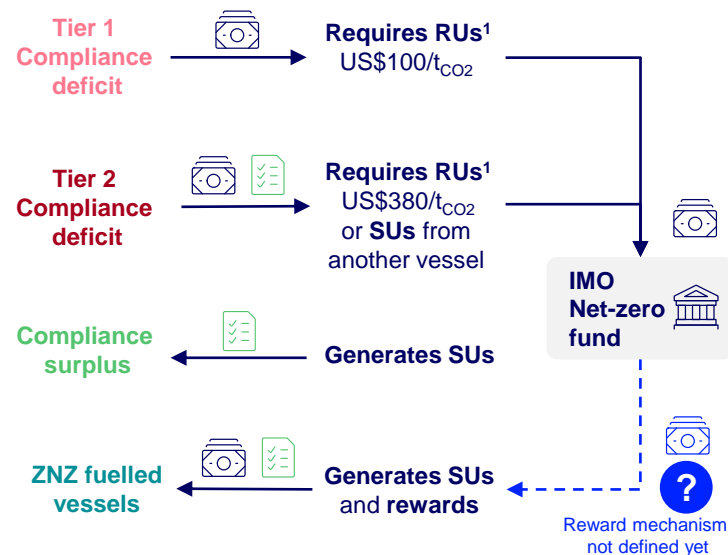 Tier 1
Compliance
deficit
Requires RUs¹
US$100/tCO2
Tier 2
Compliance
deficit
Requires RUs¹
US$380/tCO2
or SUs from
another vessel
IMO
Net-zero
fund
Compliance
surplus
Generates SUs
ZNZ fuelled
vessels
Generates SUs
and rewards
?
Reward mechanism
not defined yet